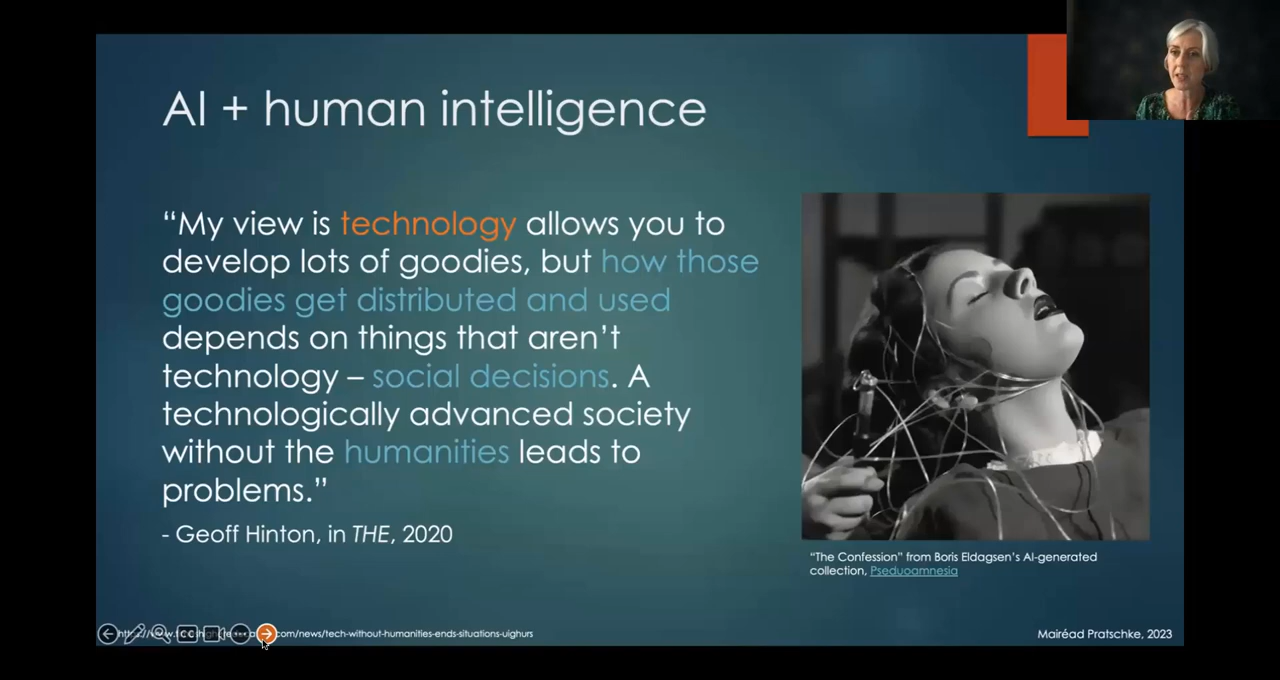 AI + human intelligence
“My view is technology allows you to
develop lots of goodies, but how those
goodies get distributed and used
depends on things that aren’t
technology – social decisions. A
technologically advanced society
without the humanities leads to
problems.”
- Geoff Hinton, in THE, 2020
“The Confession” from Boris Eldagsen’s AI-generated
collection, Pseduoamnesia
com/news/tech-without-humanities-ends-situations-uighurs
Mairéad Pratschke, 2023